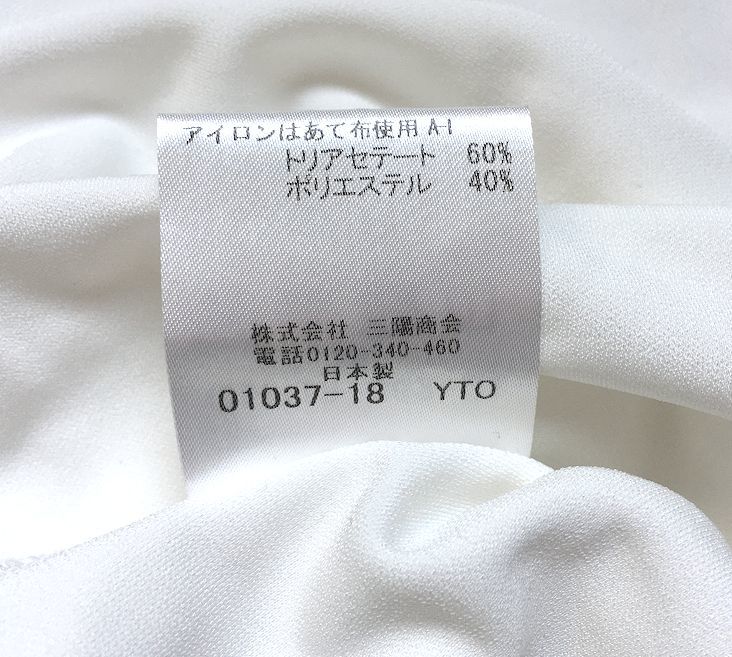 アイロンはあて布使用 A-I
トリアセテート 60%
ポリエステル 40%
株式会社 三陽商会
電話0120-340-460
日本製
01037-18 YTO